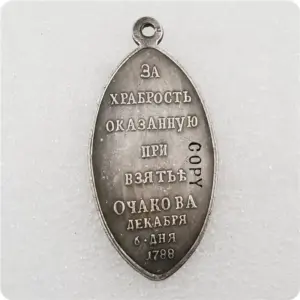 ЗА
ХРАБРОСТЬ
ОКАЗАННУЮ
ПРИ
ВЗЯТЬѢ
ОЧАКОВА
ДЕКАБРЯ
6·ДНЯ
1788
COPY